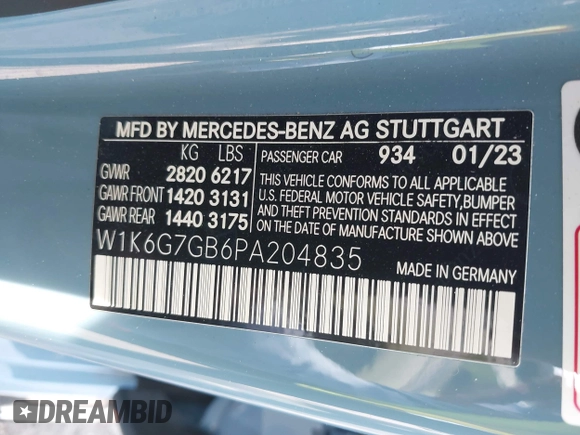 MFD BY MERCEDES-BENZ AG STUTTGART
KG LBS PASSENGER CAR 934 01/23
GVWR 2820 6217
GAWR FRONT 1420 3131
GAWR REAR 1440 3175
THIS VEHICLE CONFORMS TO ALL APPLICABLE
U.S. FEDERAL MOTOR VEHICLE SAFETY, BUMPER
AND THEFT PREVENTION STANDARDS IN EFFECT
ON THE DATE OF MANUFACTURE SHOWN ABOVE.
W1K6G7GB6PA204835
MADE IN GERMANY
DREAMBID